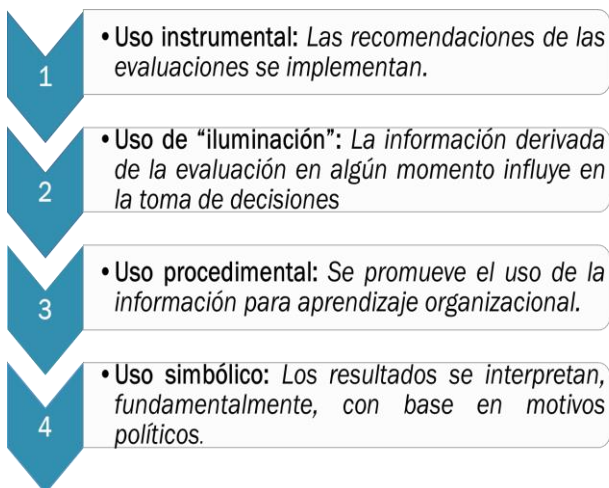 1
• Uso instrumental: Las recomendaciones de las
evaluaciones se implementan.
2
• Uso de “iluminación”: La información derivada
de la evaluación en algún momento influye en
la toma de decisiones
3
• Uso procedimental: Se promueve el uso de la
información para aprendizaje organizacional.
4
• Uso simbólico: Los resultados se interpretan,
fundamentalmente, con base en motivos
políticos.